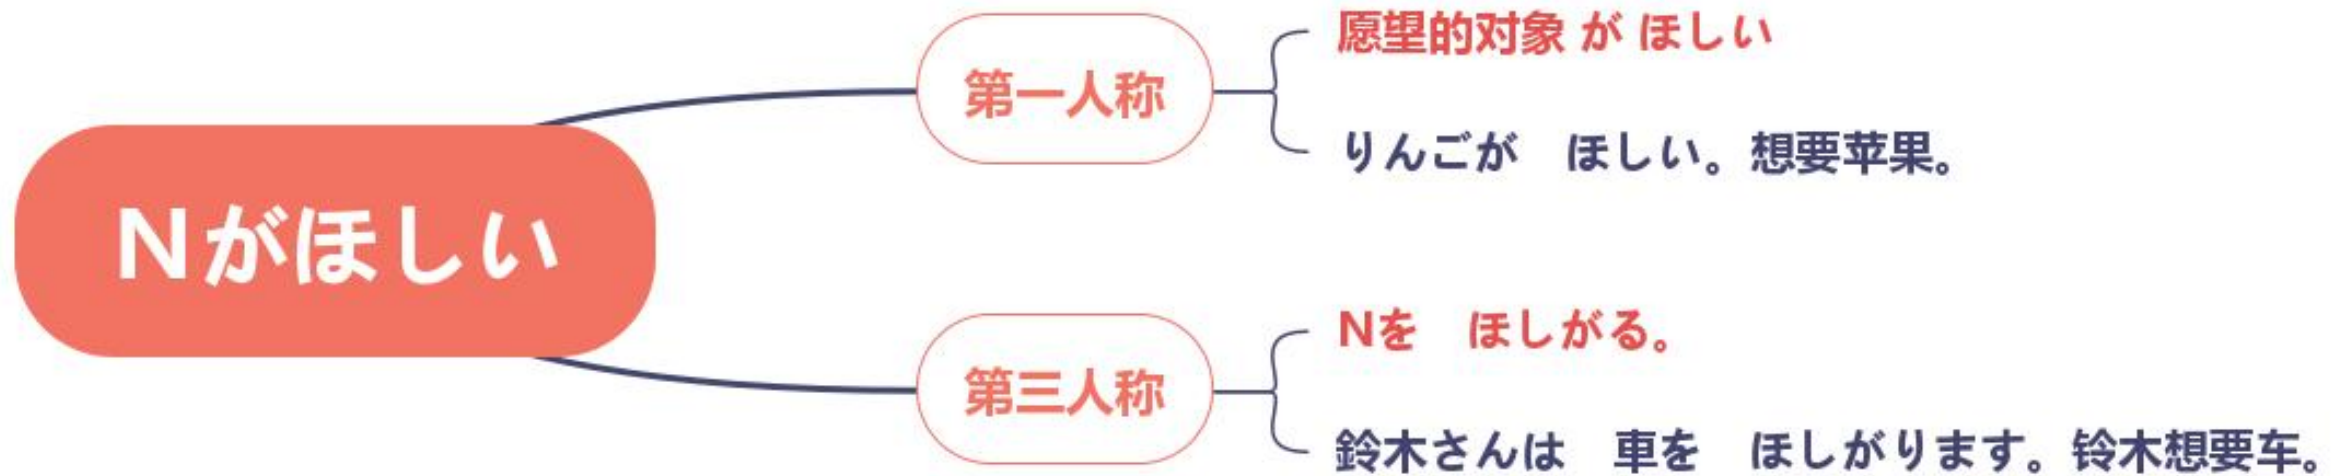 Nがほしい
第一人称
愿望的对象 が ほしい
りんごが　ほしい。想要苹果。
第三人称
Nを　ほしがる。
鈴木さんは　車を　ほしがります。铃木想要车。